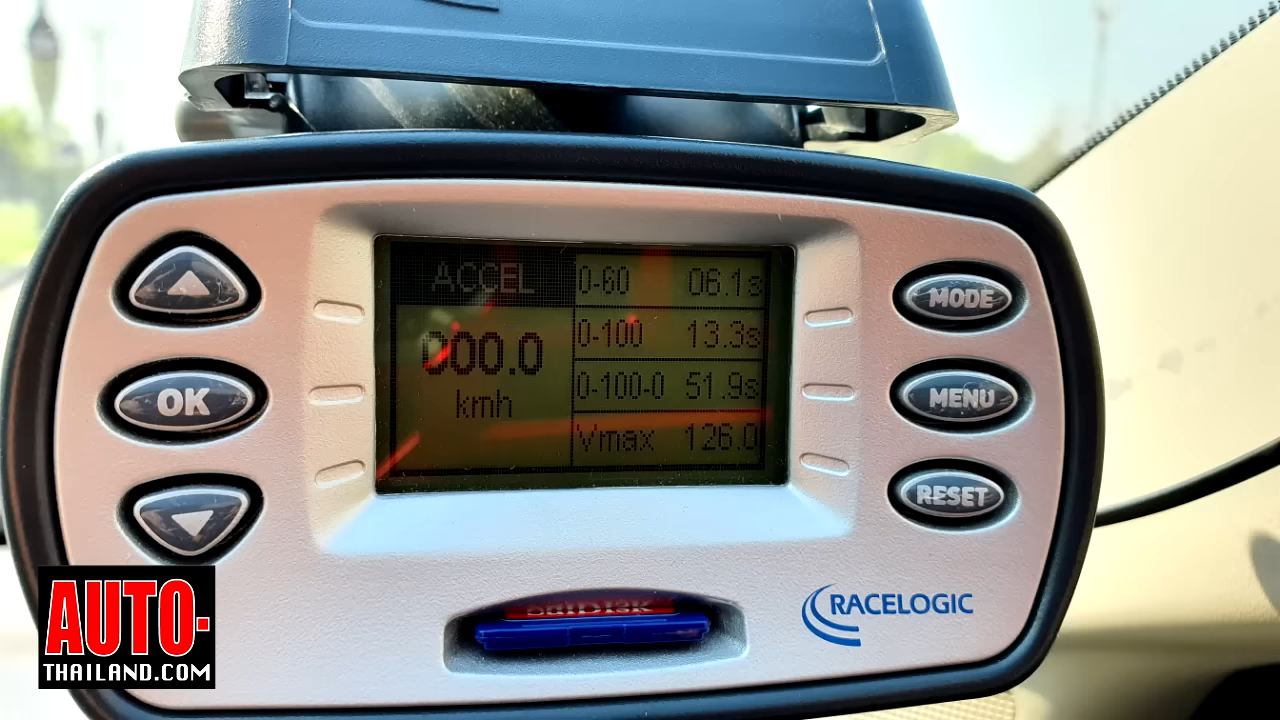 ACCEL
000.0
kmh
0-60 06.1s
0-100 13.3s
0-100-0 51.9s
Vmax 126.0
OK
MODE
MENU
RESET
SanDisk
RACELOGIC
AUTO-
THAILAND.COM